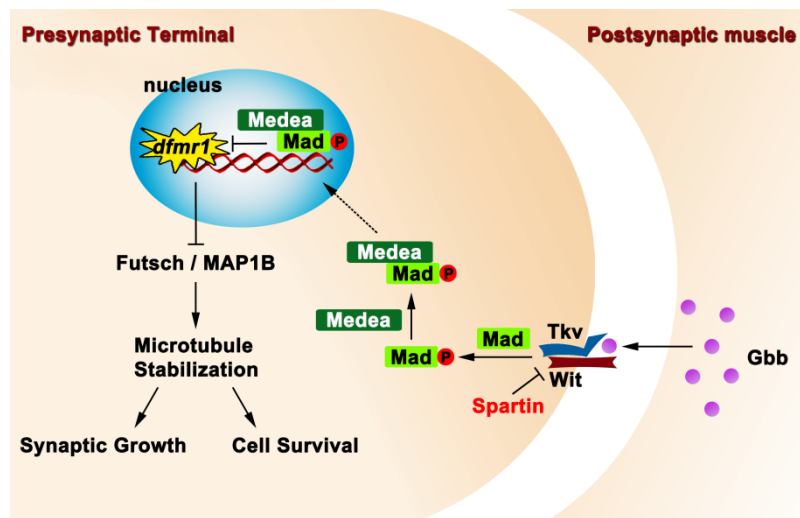 Presynaptic Terminal
Postsynaptic muscle
nucleus
Medea
dfmr1
Mad P
Futsch / MAP1B
Medea
Mad P
Medea
Mad P
Mad
Tkv
Wit
Gbb
Spartin
Microtubule
Stabilization
Synaptic Growth
Cell Survival